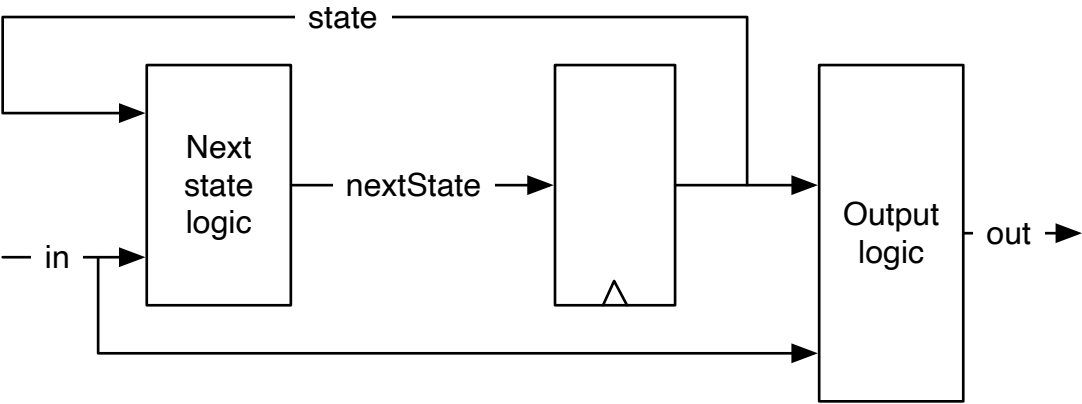 state
Next
state
logic
nextState
in
Output
logic
out